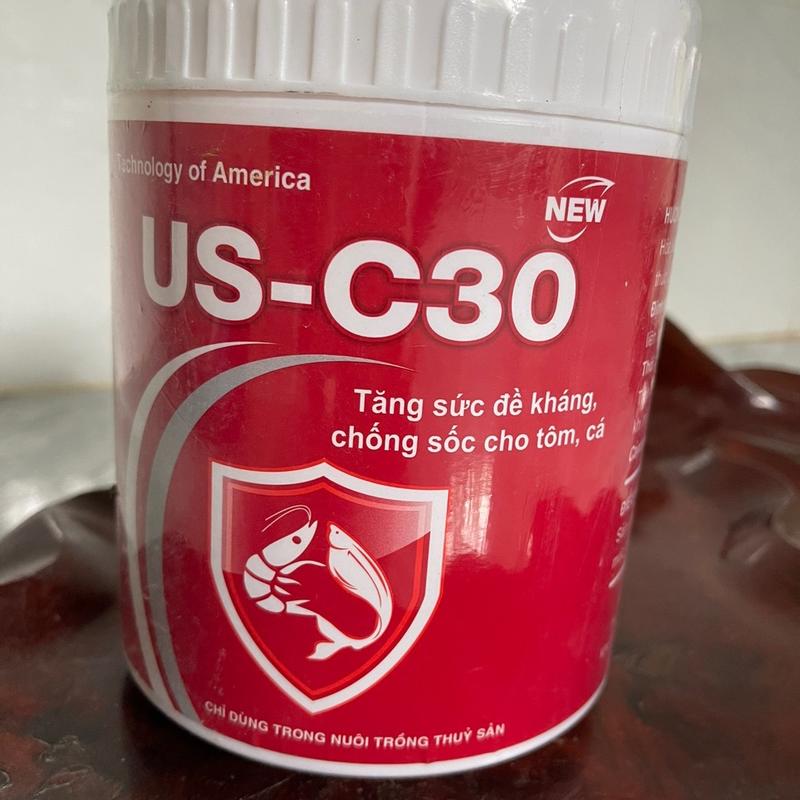 Technology of America
NEW
US-C30
Tăng sức đề kháng,
chống sốc cho tôm, cá
CHỈ DÙNG TRONG NUÔI TRỒNG THUỶ SẢN